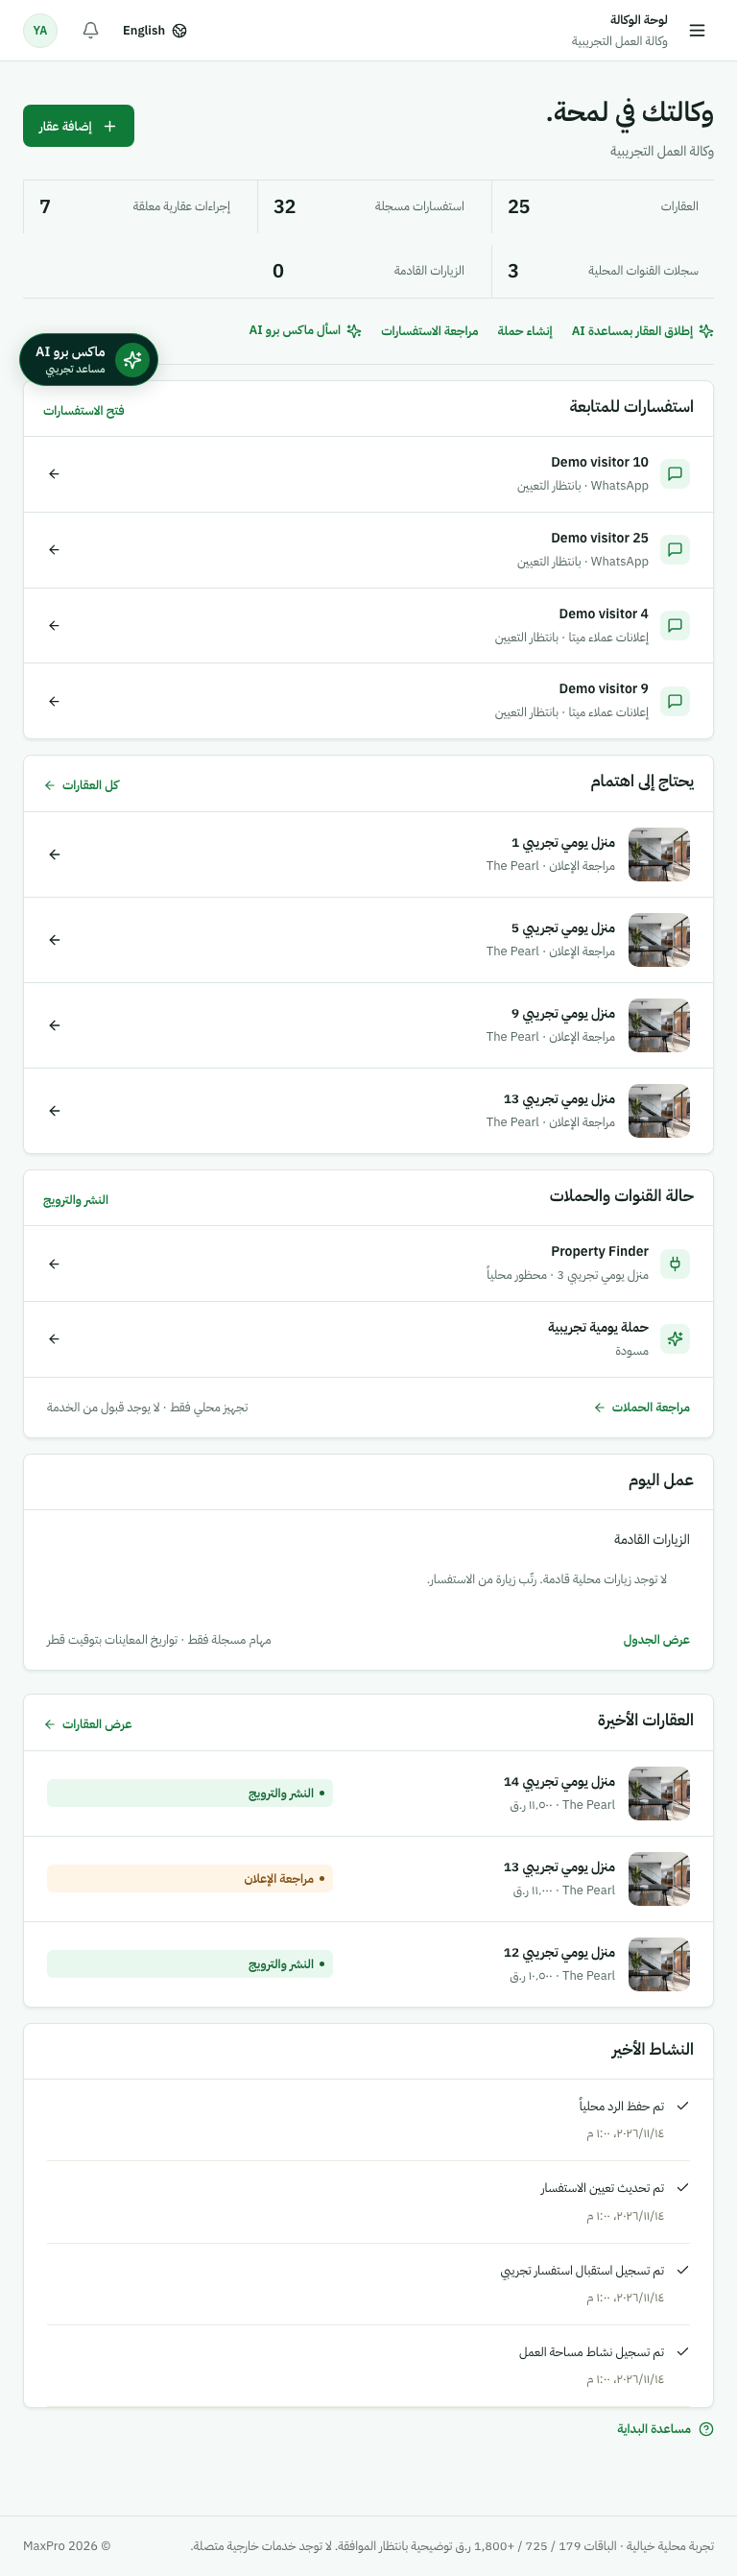 لوحة الوكالة
وكالة العمل التجريبية
English
YA
وكالتك في لمحة.
وكالة العمل التجريبية
إضافة عقار
العقارات 25
استفسارات مسجلة 32
إجراءات عقارية معلقة 7
سجلات القنوات المحلية 3
الزيارات القادمة 0
إطلاق العقار بمساعدة AI
إنشاء حملة
مراجعة الاستفسارات
اسأل ماكس برو AI
ماكس برو AI
مساعد تجريبي
استفسارات للمتابعة
فتح الاستفسارات
Demo visitor 10
WhatsApp · بانتظار التعيين
Demo visitor 25
WhatsApp · بانتظار التعيين
Demo visitor 4
إعلانات عملاء ميتا · بانتظار التعيين
Demo visitor 9
إعلانات عملاء ميتا · بانتظار التعيين
يحتاج إلى اهتمام
كل العقارات
منزل يومي تجريبي 1
مراجعة الإعلان · The Pearl
منزل يومي تجريبي 5
مراجعة الإعلان · The Pearl
منزل يومي تجريبي 9
مراجعة الإعلان · The Pearl
منزل يومي تجريبي 13
مراجعة الإعلان · The Pearl
حالة القنوات والحملات
النشر والترويج
Property Finder
منزل يومي تجريبي 3 · محظور محلياً
حملة يومية تجريبية
مسودة
مراجعة الحملات
تجهيز محلي فقط · لا يوجد قبول من الخدمة
عمل اليوم
الزيارات القادمة
لا توجد زيارات محلية قادمة. رتّب زيارة من الاستفسار.
عرض الجدول
مهام مسجلة فقط · تواريخ المعاينات بتوقيت قطر
العقارات الأخيرة
عرض العقارات
منزل يومي تجريبي 14
The Pearl · ١١٬٥٠٠ ر.ق
النشر والترويج
منزل يومي تجريبي 13
The Pearl · ١١٬٠٠٠ ر.ق
مراجعة الإعلان
منزل يومي تجريبي 12
The Pearl · ١٠٬٥٠٠ ر.ق
النشر والترويج
النشاط الأخير
تم حفظ الرد محلياً
٢٠٢٦/١١/١٤، ١:٠٠ م
تم تحديث تعيين الاستفسار
٢٠٢٦/١١/١٤، ١:٠٠ م
تم تسجيل استقبال استفسار تجريبي
٢٠٢٦/١١/١٤، ١:٠٠ م
تم تسجيل نشاط مساحة العمل
٢٠٢٦/١١/١٤، ١:٠٠ م
مساعدة البداية
تجربة محلية خيالية · الباقات 179 / 725 / +1,800 ر.ق توضيحية بانتظار الموافقة. لا توجد خدمات خارجية متصلة.
© 2026 MaxPro